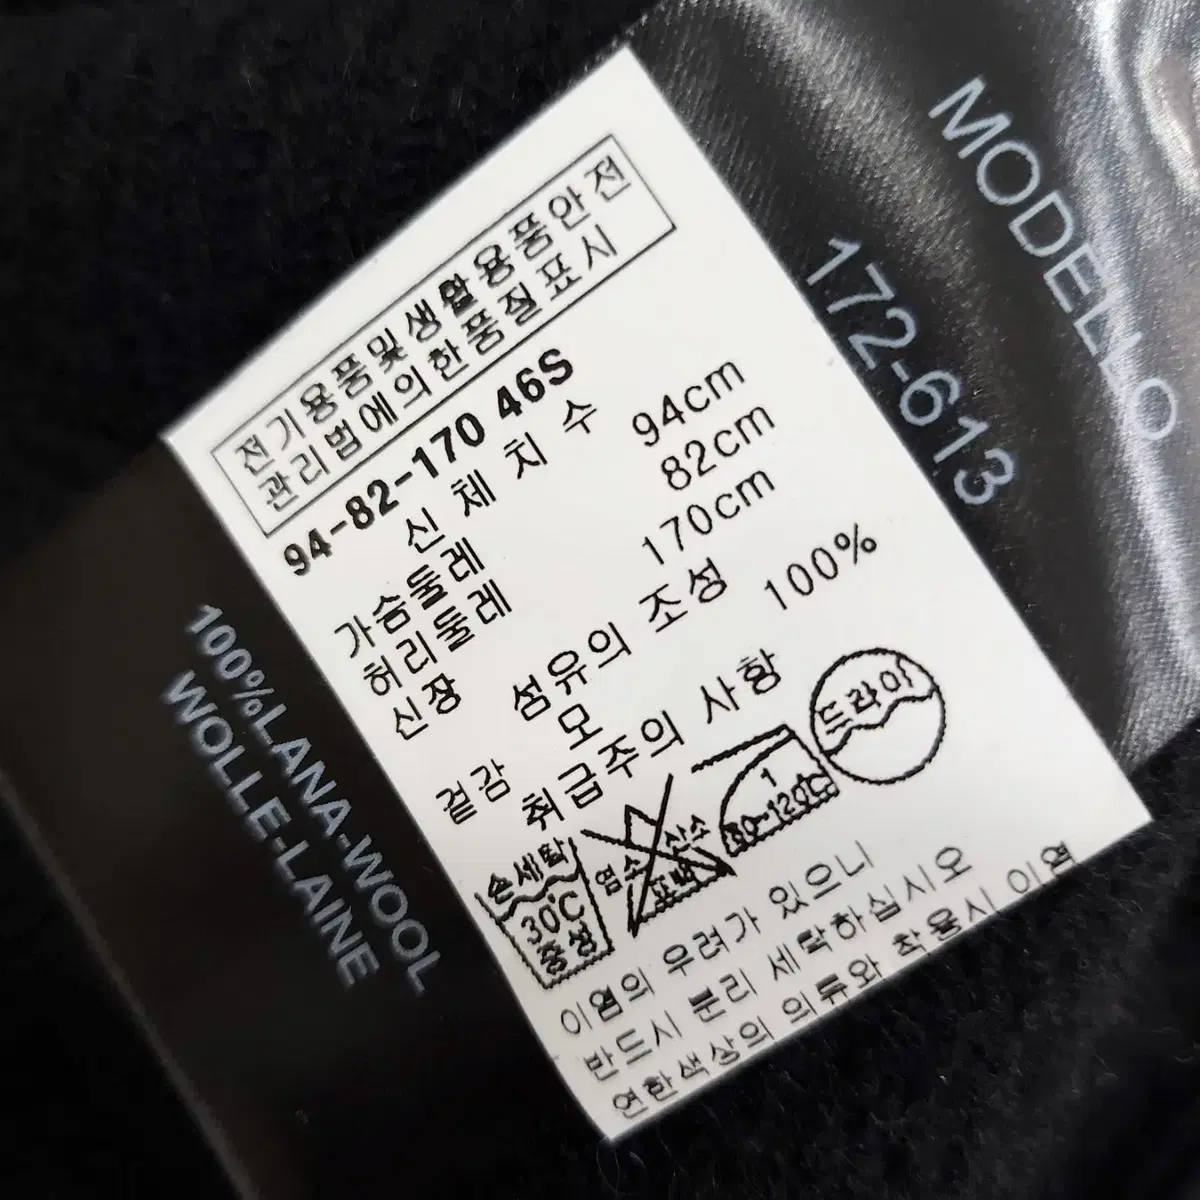 MODELLO
172-613
전기용품및생활용품안전
관리법에의한품질표시
94-82-170 46S
신 체 치 수
가슴둘레 94cm
허리둘레 82cm
신장 170cm
섬유의 조성
겉감 모 100%
취급주의 사항
손세탁
30℃
중성
염소
산소
표백
1
80-120℃
드라이
이염의 우려가 있으니
반드시 분리 세탁하십시오
연한색상의 의류와 착용시 이염
100%LANA-WOOL
WOLLE-LAINE